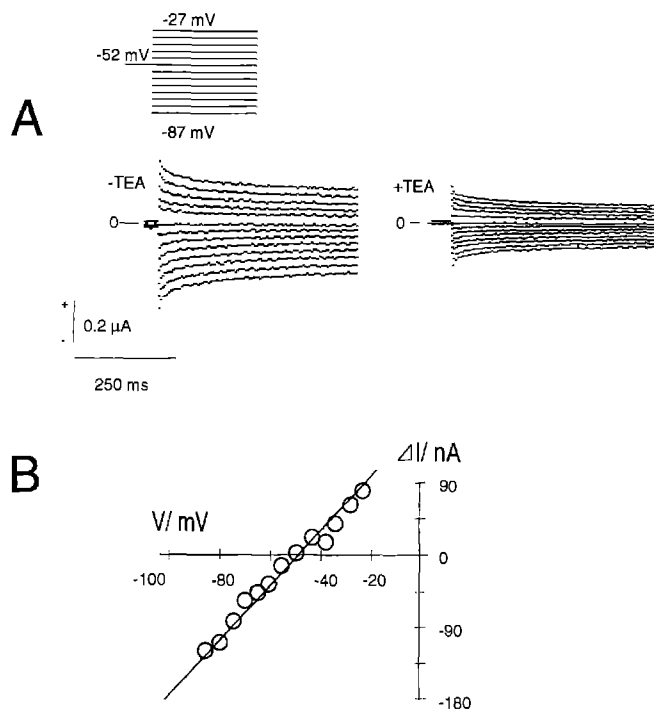 -27 mV
-52 mV
A
-87 mV
-TEA
+TEA
0
0
+
-
0.2 µA
250 ms
B
⊿I/ nA
V/ mV
90
0
-100
-80
-60
-40
-20
-90
-180